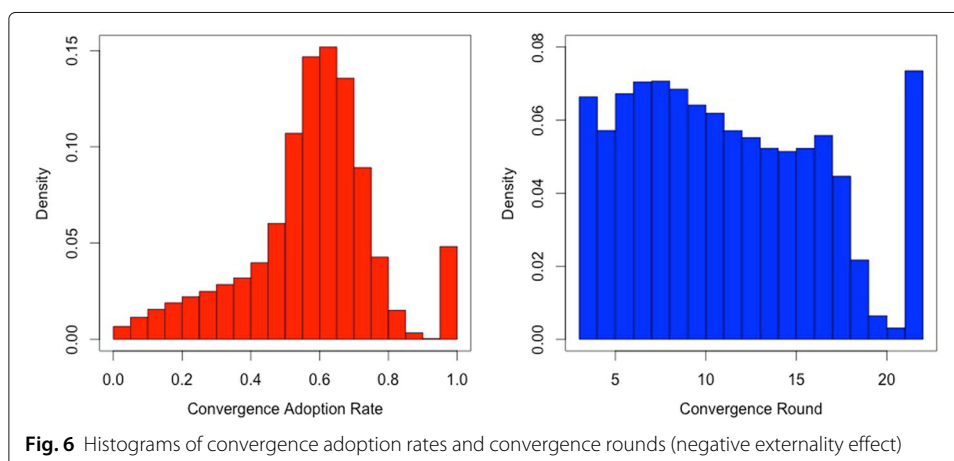 0.15
0.10
0.05
0.00
Density
0.0 0.2 0.4 0.6 0.8 1.0
Convergence Adoption Rate
0.08
0.06
0.04
0.02
0.00
Density
5 10 15 20
Convergence Round
Fig. 6 Histograms of convergence adoption rates and convergence rounds (negative externality effect)